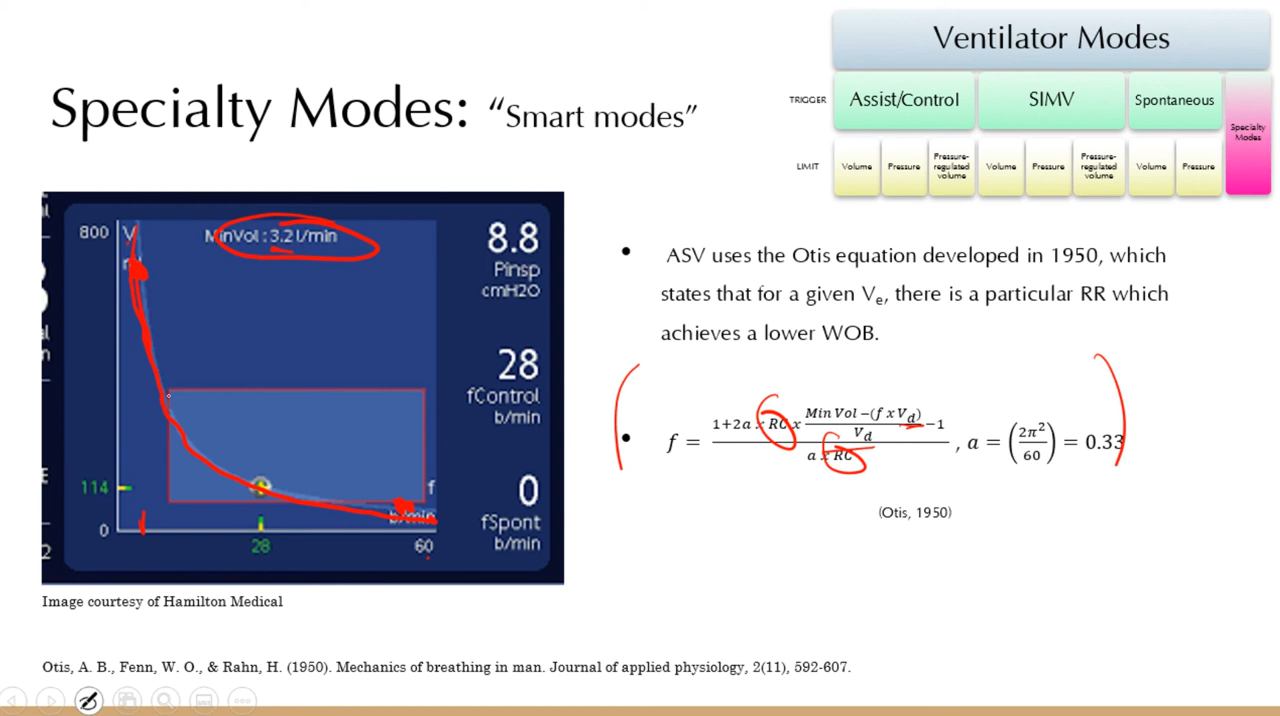 Ventilator Modes
TRIGGER
Assist/Control
SIMV
Spontaneous
Specialty
Modes
LIMIT
Volume
Pressure
Pressure-
regulated
volume
Volume
Pressure
Pressure-
regulated
volume
Volume
Pressure
Specialty Modes: “Smart modes”
800
V
MinVol : 3.2 l/min
8.8
Pinsp
cmH2O
28
fControl
b/min
114
f
b/min
0
0
fSpont
b/min
28
60
Image courtesy of Hamilton Medical
• ASV uses the Otis equation developed in 1950, which
states that for a given Ve, there is a particular RR which
achieves a lower WOB.
• f = (1+2a x RC x (Min Vol−(f x Vd))/Vd −1)/(a x RC) , a = (2π²/60) = 0.33
(Otis, 1950)
Otis, A. B., Fenn, W. O., & Rahn, H. (1950). Mechanics of breathing in man. Journal of applied physiology, 2(11), 592-607.